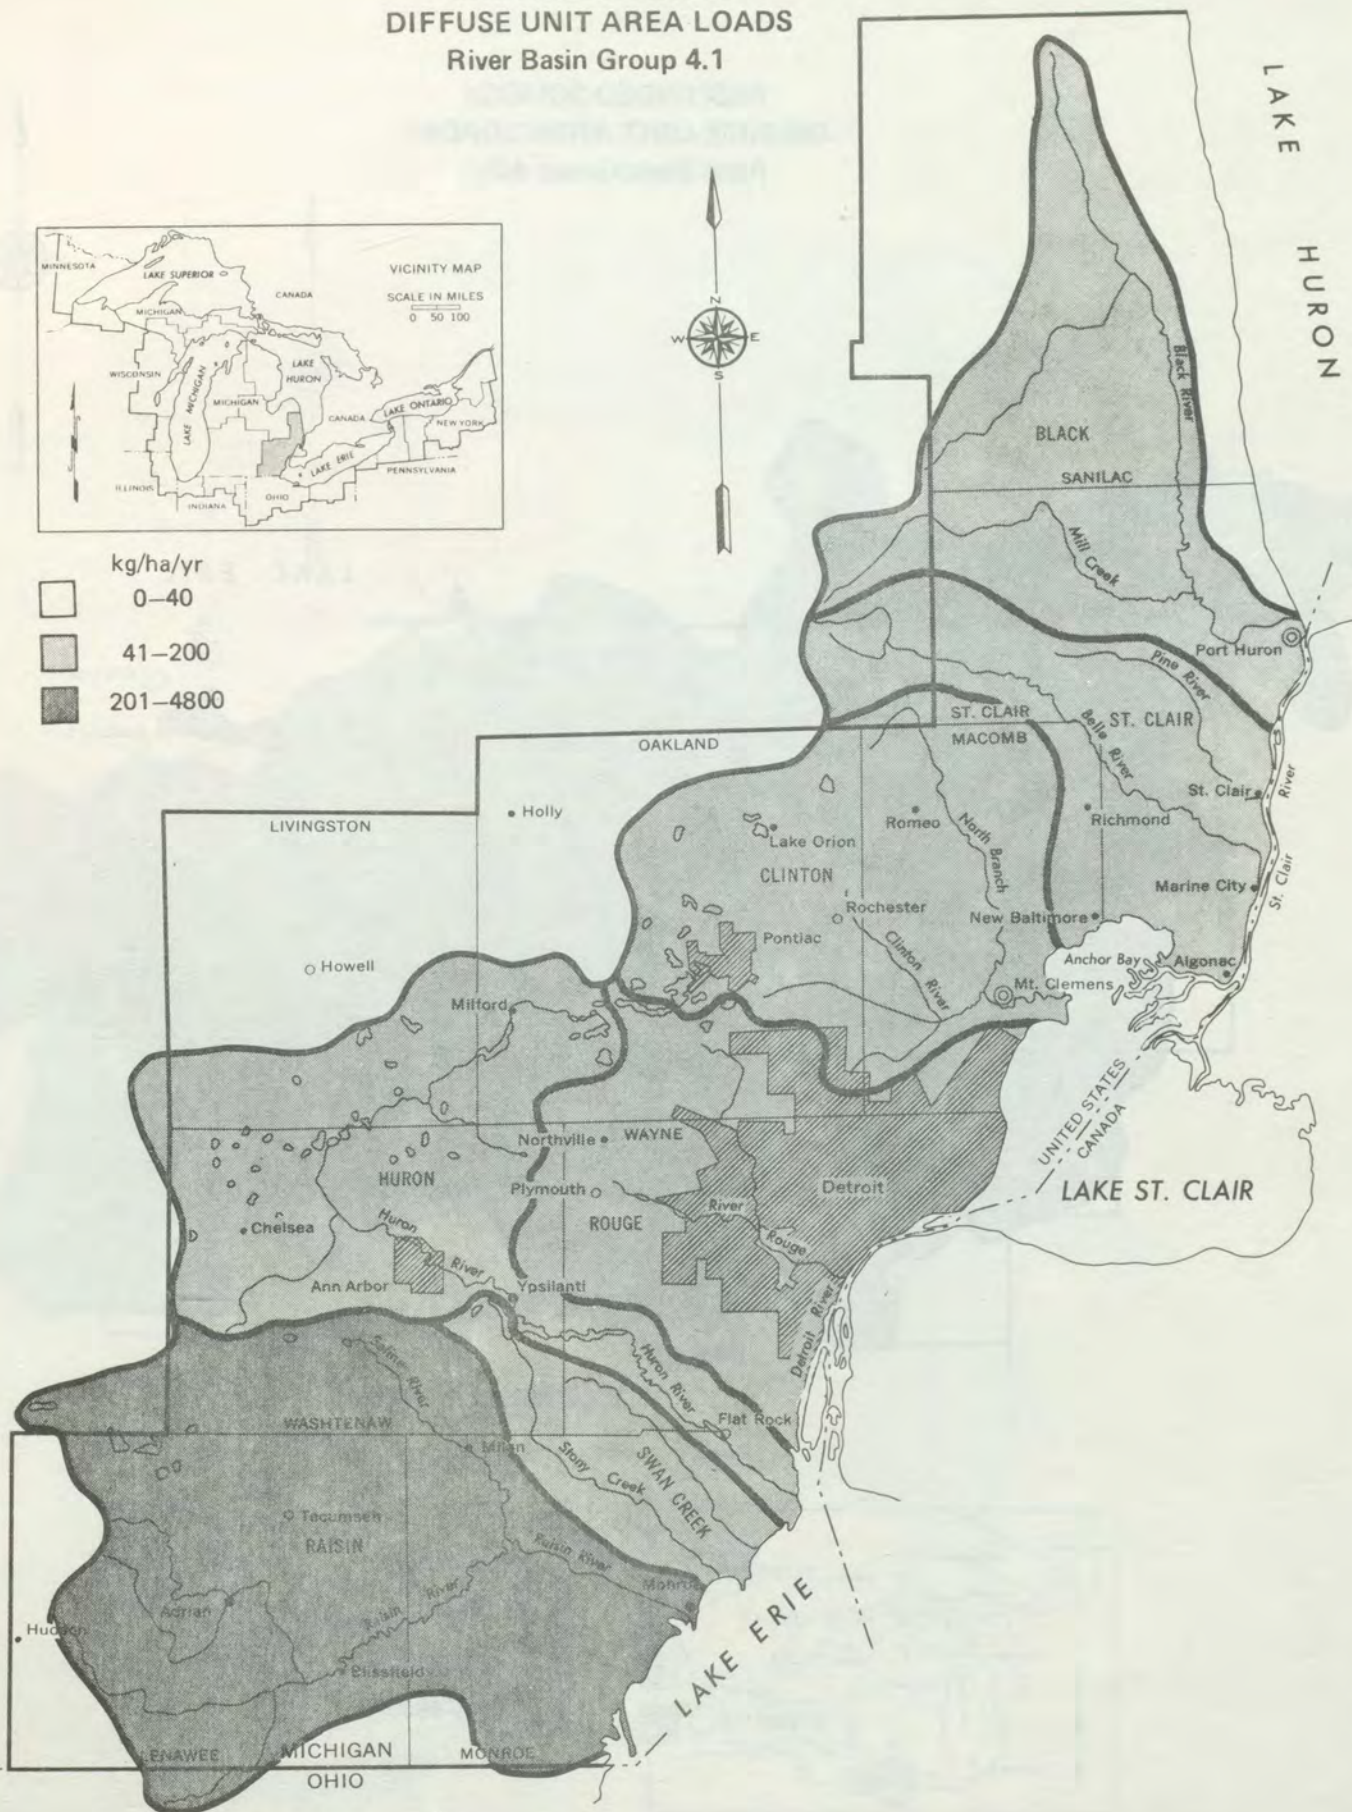 DIFFUSE UNIT AREA LOADS
River Basin Group 4.1
LAKE
HURON
N
W
E
S
MINNESOTA
LAKE SUPERIOR
VICINITY MAP
SCALE IN MILES
0 50 100
CANADA
MICHIGAN
WISCONSIN
LAKE MICHIGAN
MICHIGAN
LAKE
HURON
CANADA
LAKE ONTARIO
NEW YORK
LAKE ERIE
PENNSYLVANIA
ILLINOIS
INDIANA
OHIO
kg/ha/yr
0–40
41–200
201–4800
Black River
BLACK
SANILAC
Mill Creek
Port Huron
Pine River
ST. CLAIR
ST. CLAIR
MACOMB
Belle River
OAKLAND
St. Clair
St. Clair River
Holly
LIVINGSTON
Lake Orion
Romeo
North Branch
Richmond
CLINTON
Marine City
Rochester
New Baltimore
Pontiac
Clinton River
Anchor Bay
Algonac
Howell
Mt. Clemens
Milford
UNITED STATES
CANADA
Northville
WAYNE
HURON
Plymouth
Detroit
LAKE ST. CLAIR
ROUGE
River Rouge
Chelsea
Huron River
Ann Arbor
Ypsilanti
Detroit River
Saline River
Huron River
Flat Rock
WASHTENAW
Milan
Stony Creek
SWAN CREEK
Tecumseh
RAISIN
Raisin River
Monroe
Adrian
Raisin River
Hudson
Blissfield
LAKE ERIE
LENAWEE
MICHIGAN
MONROE
OHIO